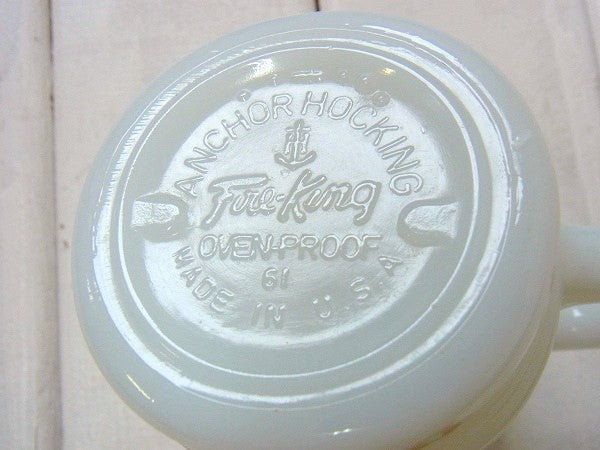 ANCHOR HOCKING
Fire-King
OVEN-PROOF
61
MADE IN U.S.A